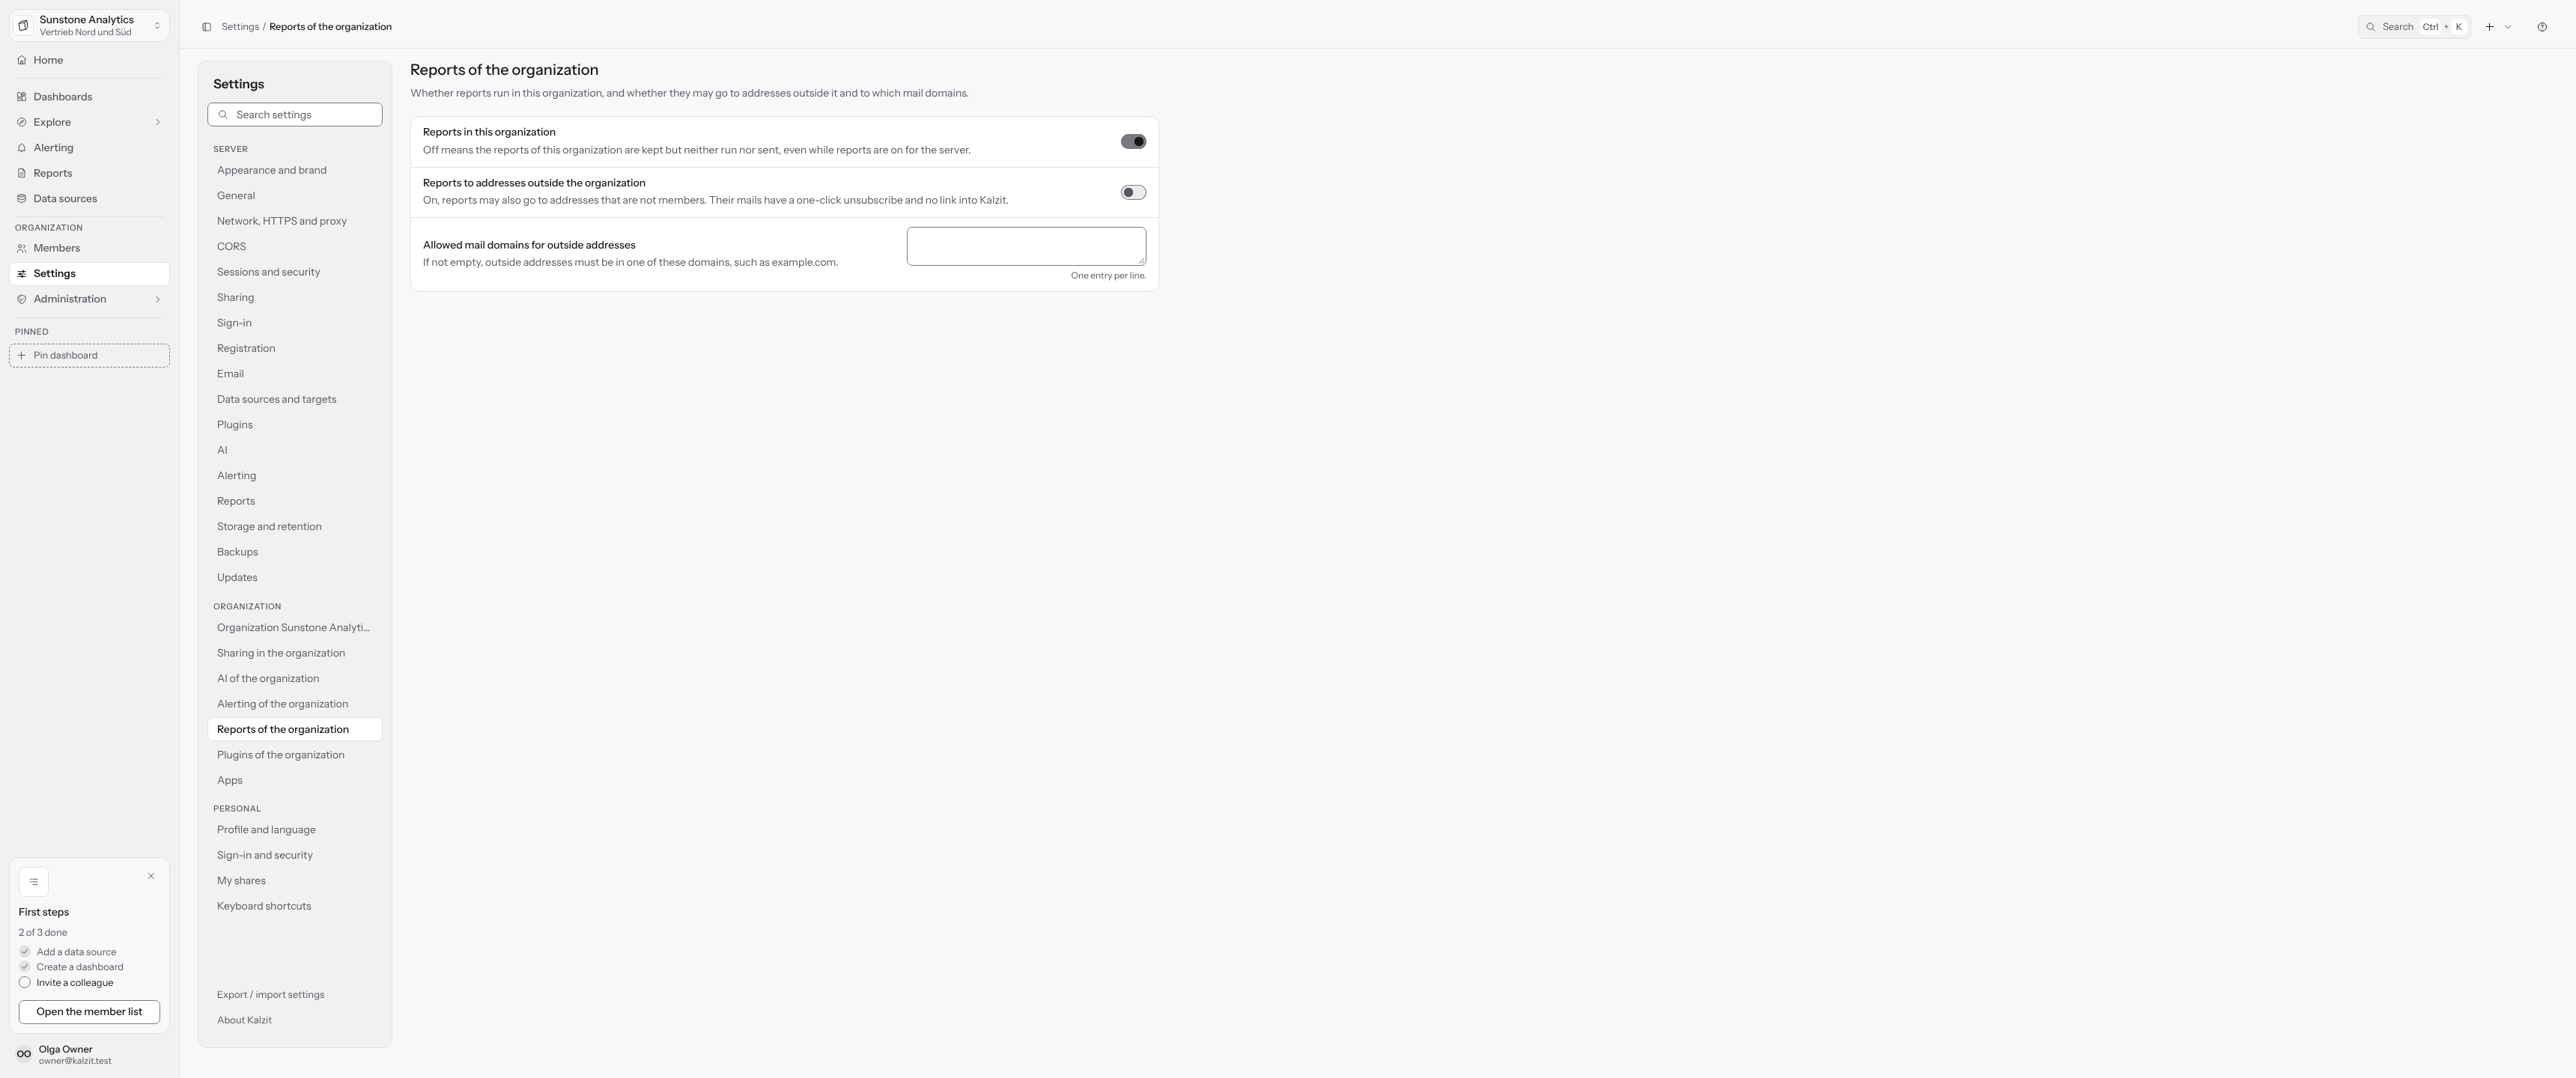 Sunstone Analytics
Vertrieb Nord und Süd
Home
Dashboards
Explore
Alerting
Reports
Data sources
ORGANIZATION
Members
Settings
Administration
PINNED
Pin dashboard
First steps
2 of 3 done
Add a data source
Create a dashboard
Invite a colleague
Open the member list
OO
Olga Owner
owner@kalzit.test
Settings / Reports of the organization
Search Ctrl + K
Settings
Search settings
SERVER
Appearance and brand
General
Network, HTTPS and proxy
CORS
Sessions and security
Sharing
Sign-in
Registration
Email
Data sources and targets
Plugins
AI
Alerting
Reports
Storage and retention
Backups
Updates
ORGANIZATION
Organization Sunstone Analyti...
Sharing in the organization
AI of the organization
Alerting of the organization
Reports of the organization
Plugins of the organization
Apps
PERSONAL
Profile and language
Sign-in and security
My shares
Keyboard shortcuts
Export / import settings
About Kalzit
Reports of the organization
Whether reports run in this organization, and whether they may go to addresses outside it and to which mail domains.
Reports in this organization
Off means the reports of this organization are kept but neither run nor sent, even while reports are on for the server.
Reports to addresses outside the organization
On, reports may also go to addresses that are not members. Their mails have a one-click unsubscribe and no link into Kalzit.
Allowed mail domains for outside addresses
If not empty, outside addresses must be in one of these domains, such as example.com.
One entry per line.